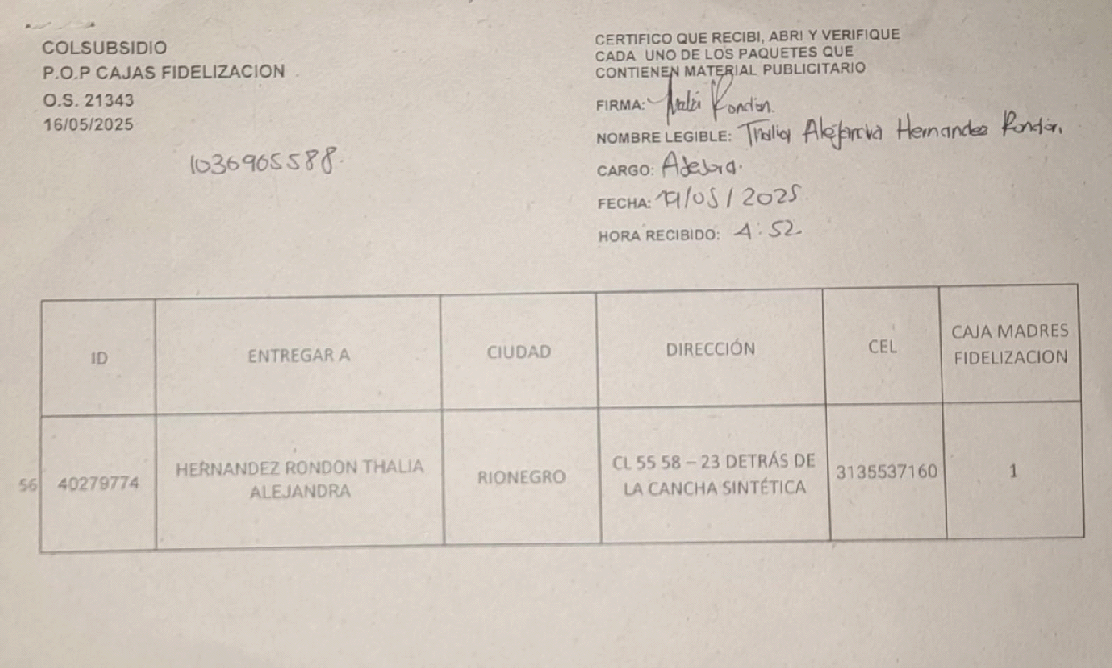 COLSUBSIDIO
P.O.P CAJAS FIDELIZACION
O.S. 21343
16/05/2025
1036905588
CERTIFICO QUE RECIBI, ABRI Y VERIFIQUE
CADA UNO DE LOS PAQUETES QUE
CONTIENEN MATERIAL PUBLICITARIO
FIRMA: Rondon.
NOMBRE LEGIBLE: Thalia Alejandra Hernandez Rondón.
CARGO: Asesora.
FECHA: /05/2025
HORA RECIBIDO: 4:52
ID ENTREGAR A CIUDAD DIRECCIÓN CEL CAJA MADRES
FIDELIZACION
56 40279774 HERNANDEZ RONDON THALIA RIONEGRO CL 55 58 – 23 DETRÁS DE 3135537160 1
ALEJANDRA LA CANCHA SINTÉTICA